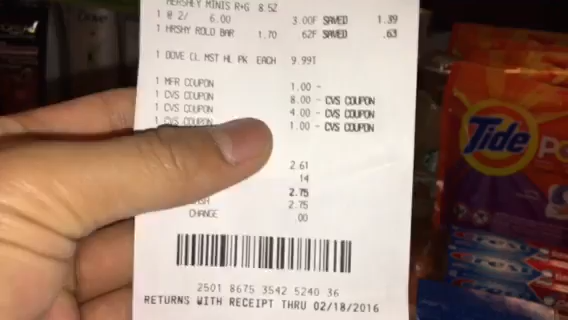 HERSHEY MINIS R+G 8.5Z
1 @ 2/ 6.00 3.00F SAVED 1.39
1 HRSHY ROLO BAR 1.70 .62F SAVED .63
1 DOVE CL MST HL PK EACH 9.99T
1 MFR COUPON 1.00 -
1 CVS COUPON 8.00 - CVS COUPON
1 CVS COUPON 4.00 - CVS COUPON
1 CVS COUPON 1.00 - CVS COUPON
2.61
14
2.75
2.75
CHANGE .00
2501 8675 3542 5240 36
RETURNS WITH RECEIPT THRU 02/18/2016
Tide